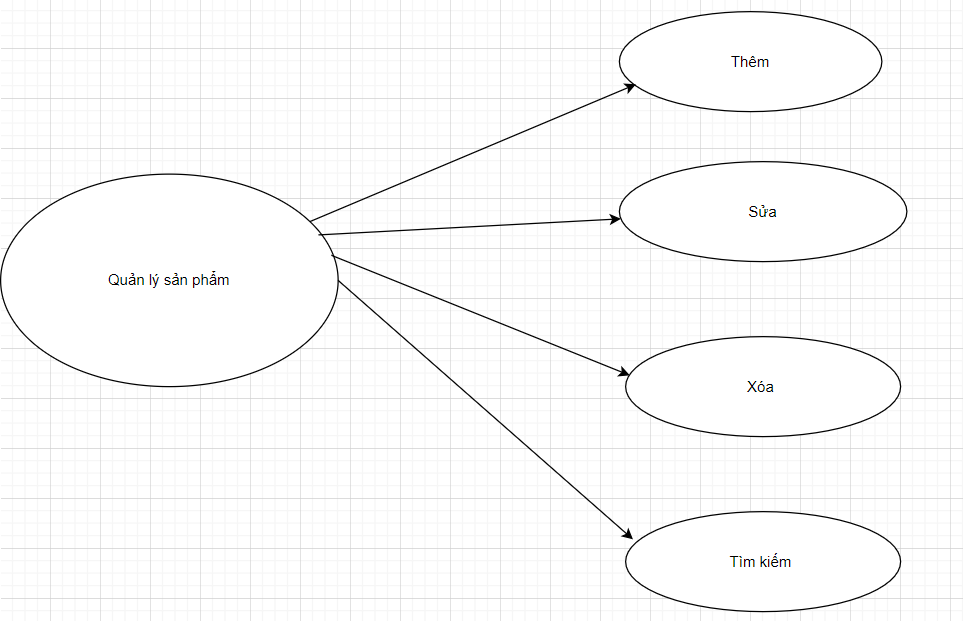 Thêm
Sửa
Quản lý sản phẩm
Xóa
Tìm kiếm